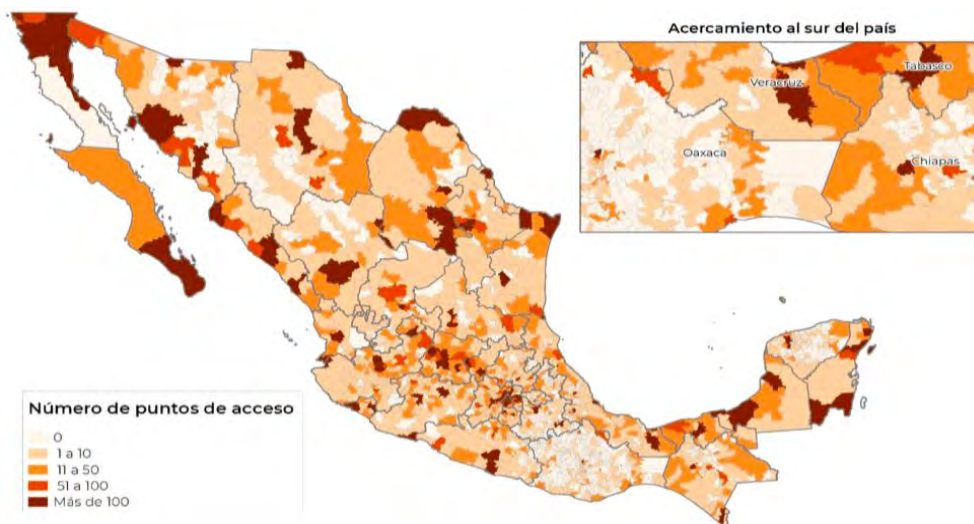 Acercamiento al sur del país
Tabasco
Veracruz
Oaxaca
Chiapas
Número de puntos de acceso
0
1 a 10
11 a 50
51 a 100
Más de 100